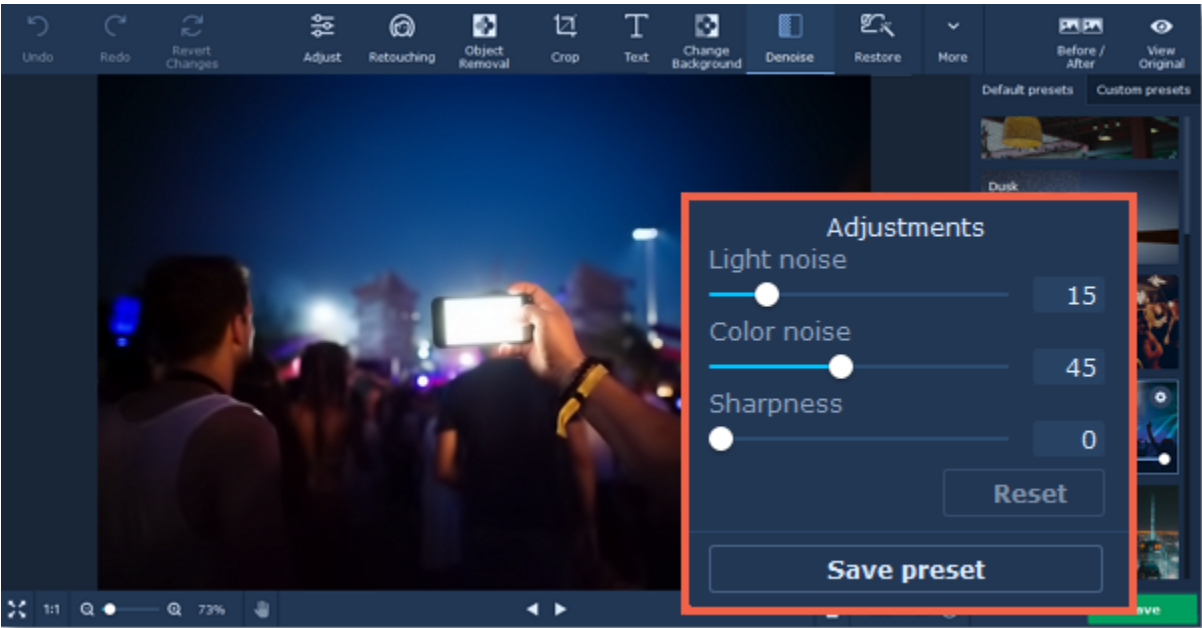 Undo
Redo
Revert
Changes
Adjust
Retouching
Object
Removal
Crop
Text
Change
Background
Denoise
Restore
More
Before /
After
View
Original
Default presets
Custom presets
Dusk
Adjustments
Light noise
15
Color noise
45
Sharpness
0
Reset
Save preset
1:1
73%